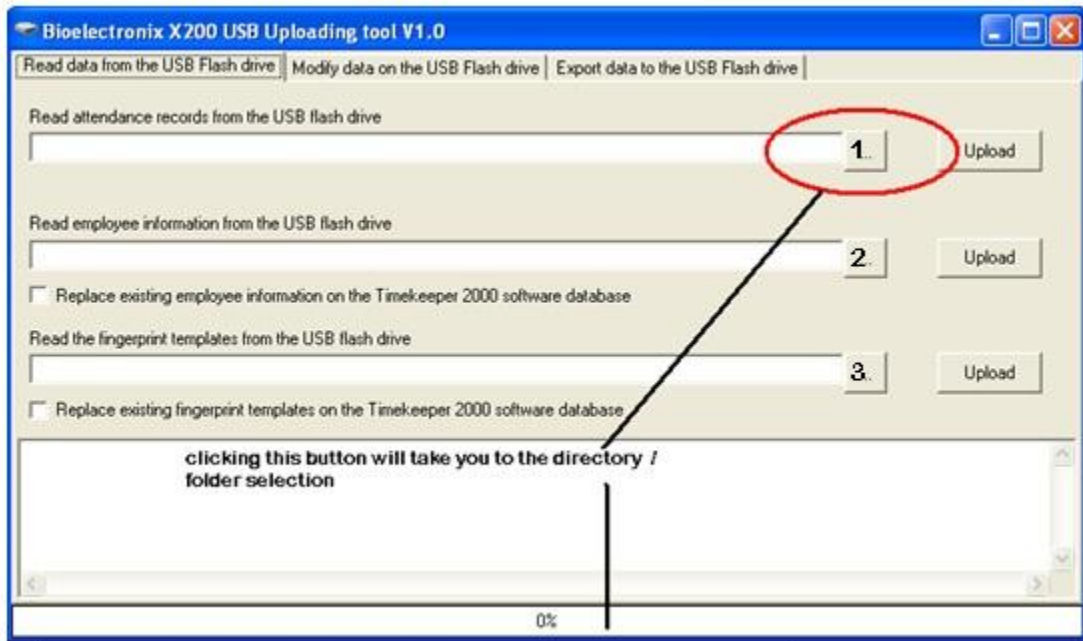 Bioelectronix X200 USB Uploading tool V1.0
Read data from the USB Flash drive Modify data on the USB Flash drive Export data to the USB Flash drive
Read attendance records from the USB flash drive
1.. Upload
Read employee information from the USB flash drive
2.. Upload
Replace existing employee information on the Timekeeper 2000 software database
Read the fingerprint templates from the USB flash drive
3.. Upload
Replace existing fingerprint templates on the Timekeeper 2000 software database
clicking this button will take you to the directory /
folder selection
0%